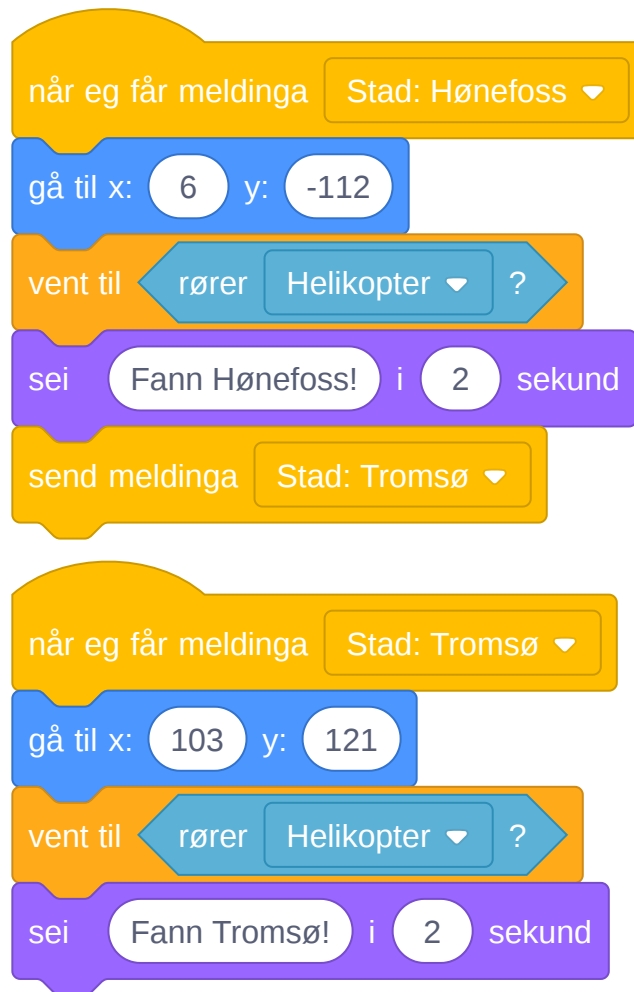 når eg får meldinga Stad: Hønefoss
gå til x: 6 y: -112
vent til rører Helikopter ?
sei Fann Hønefoss! i 2 sekund
send meldinga Stad: Tromsø
når eg får meldinga Stad: Tromsø
gå til x: 103 y: 121
vent til rører Helikopter ?
sei Fann Tromsø! i 2 sekund